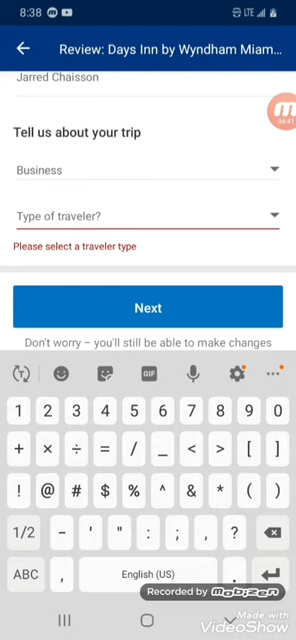 8:38
LTE
Review: Days Inn by Wyndham Miam...
Jarred Chaisson
04:41
Tell us about your trip
Business
Type of traveler?
Please select a traveler type
Next
Don't worry – you'll still be able to make changes
GIF
1 2 3 4 5 6 7 8 9 0
+ × ÷ = / _ < > [ ]
! @ # $ % ^ & * ( )
1/2 - ' " : ; , ?
ABC , English (US) .
Recorded by mobizen
Made with
VideoShow